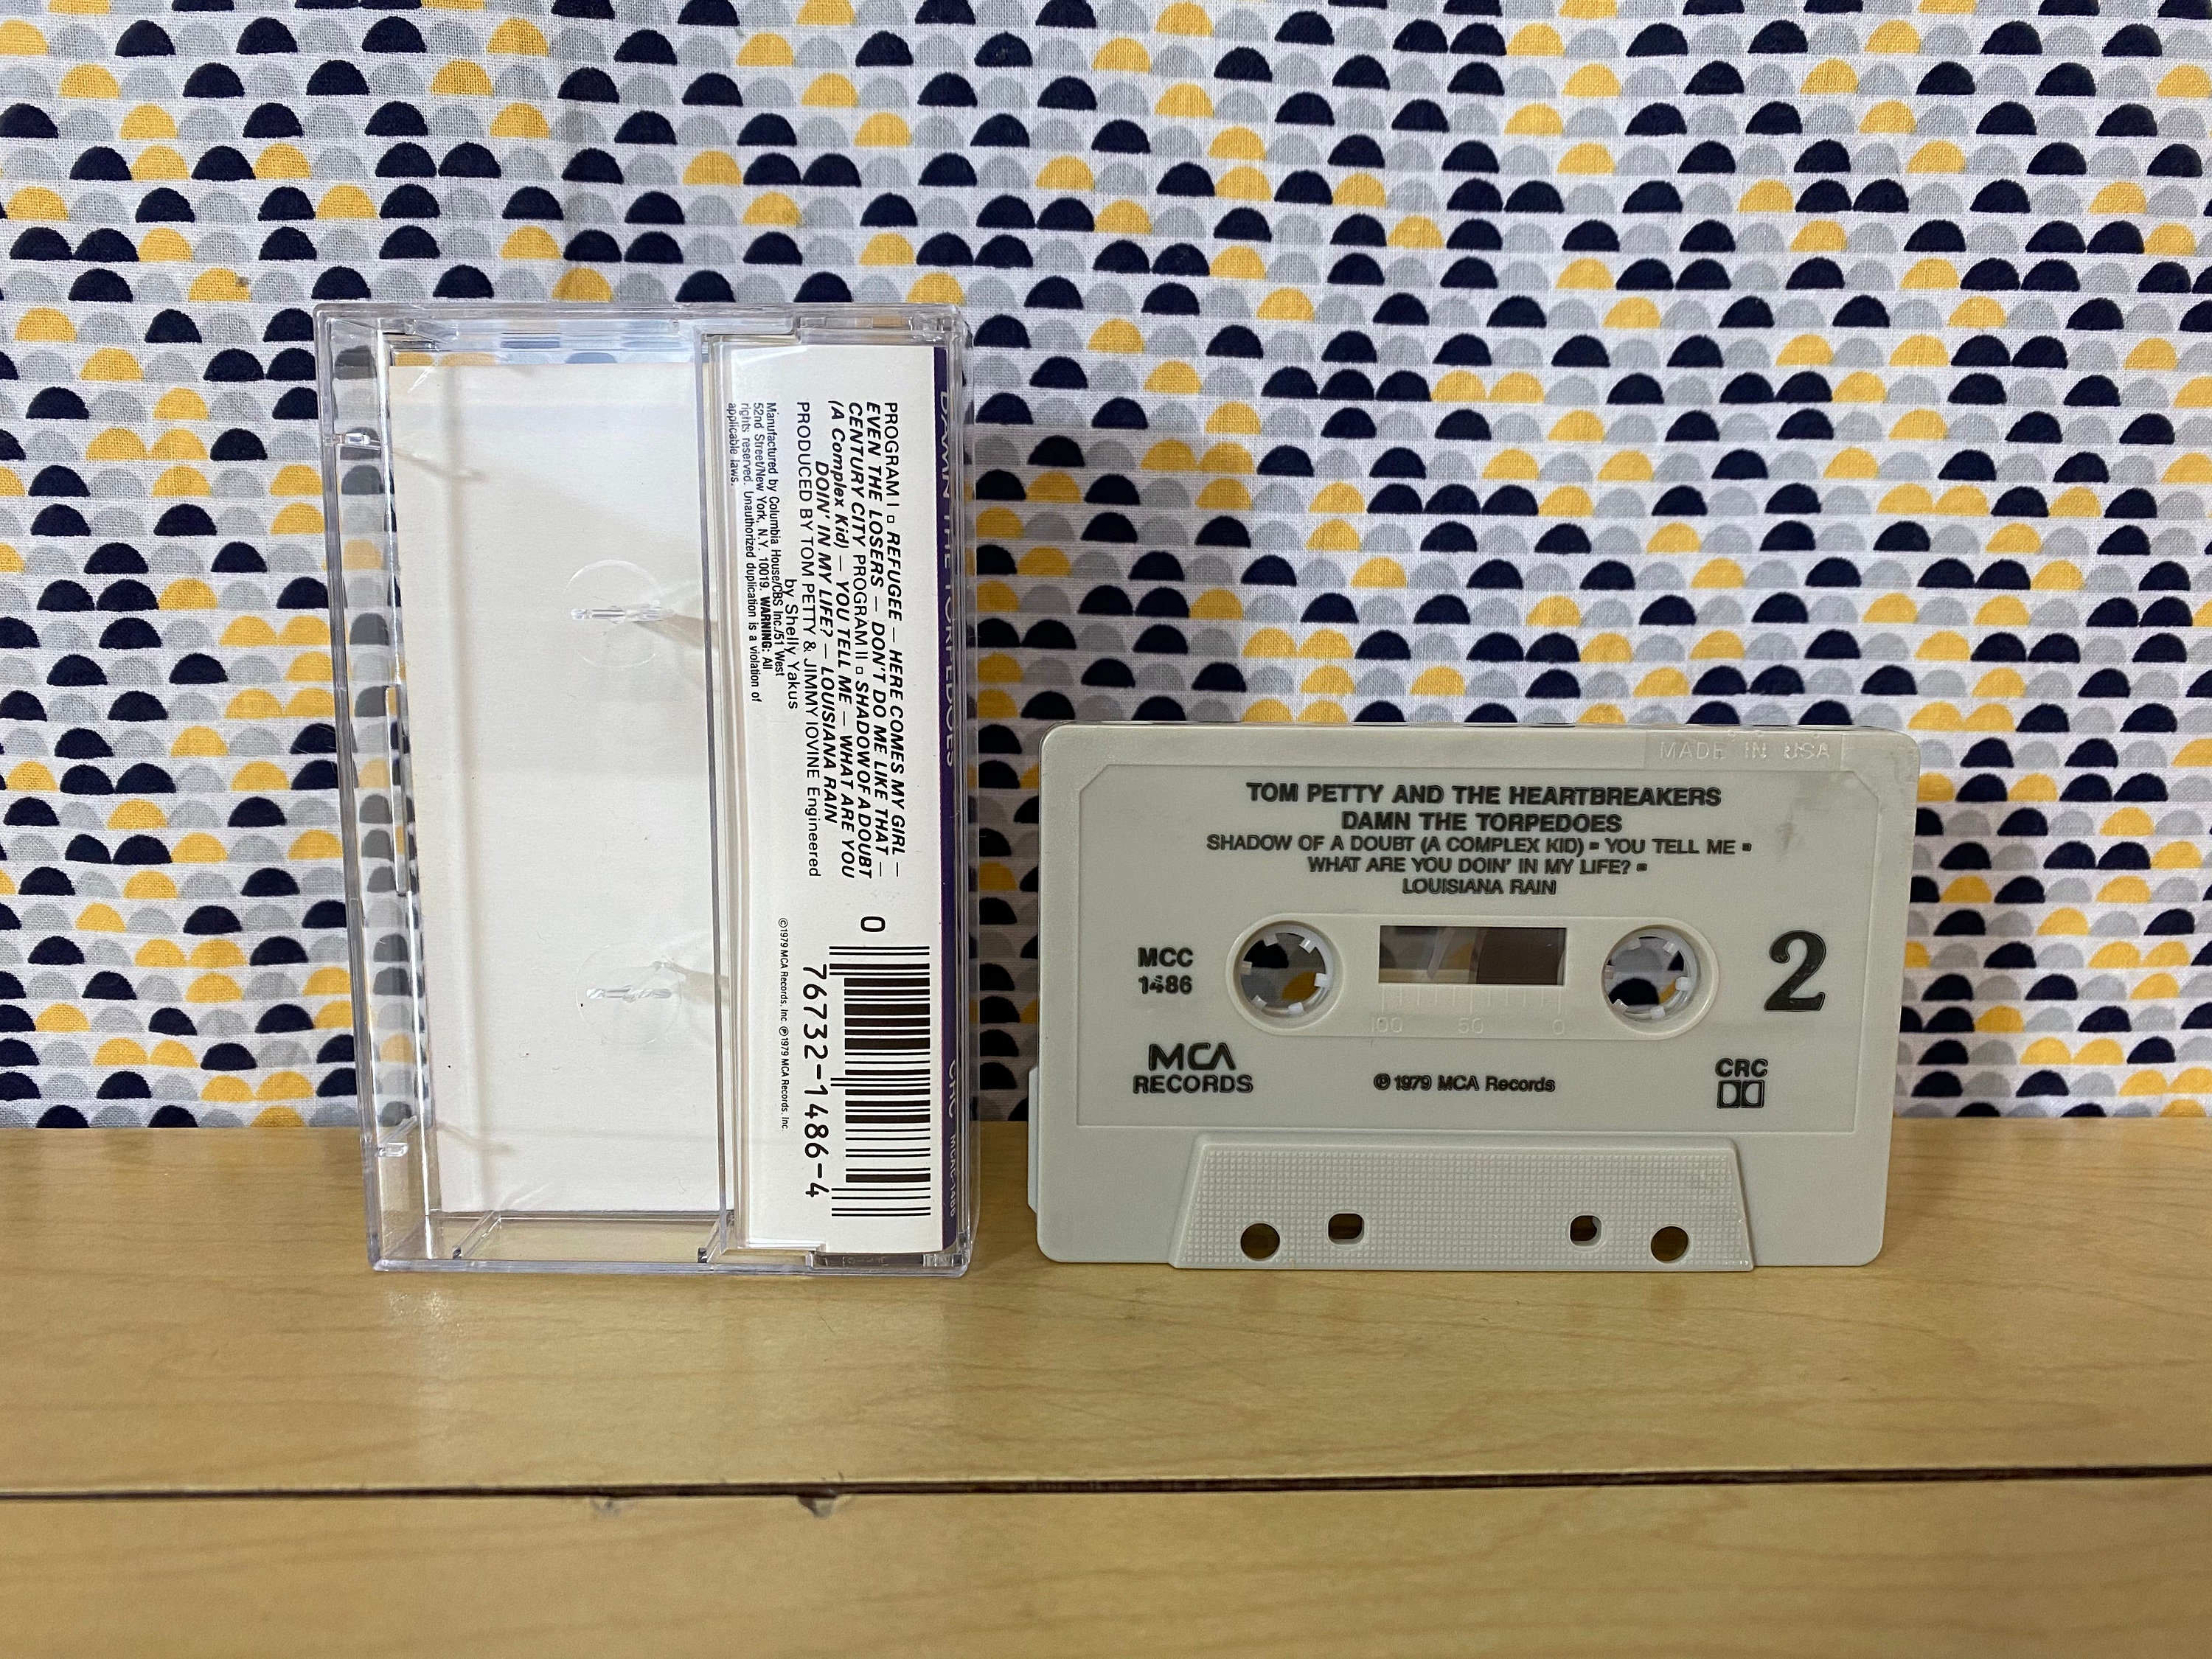 DAMN THE TORPEDOES
CRC MCAC-1486
PROGRAM I ▫ REFUGEE — HERE COMES MY GIRL —
EVEN THE LOSERS — DON'T DO ME LIKE THAT —
CENTURY CITY PROGRAM II ▫ SHADOW OF A DOUBT
(A Complex Kid) — YOU TELL ME — WHAT ARE YOU
DOIN' IN MY LIFE? — LOUISIANA RAIN
PRODUCED BY TOM PETTY & JIMMY IOVINE Engineered
by Shelly Yakus
Manufactured by Columbia House/CBS Inc./51 West
52nd Street/New York, N.Y. 10019. WARNING: All
rights reserved. Unauthorized duplication is a violation of
applicable laws.
0
76732-1486-4
©1979 MCA Records, Inc. ℗1979 MCA Records, Inc.
MADE IN USA
TOM PETTY AND THE HEARTBREAKERS
DAMN THE TORPEDOES
SHADOW OF A DOUBT (A COMPLEX KID) ▫ YOU TELL ME ▫
WHAT ARE YOU DOIN' IN MY LIFE? ▫
LOUISIANA RAIN
MCC
1486
2
100 50 0
MCA
RECORDS
℗ 1979 MCA Records
CRC